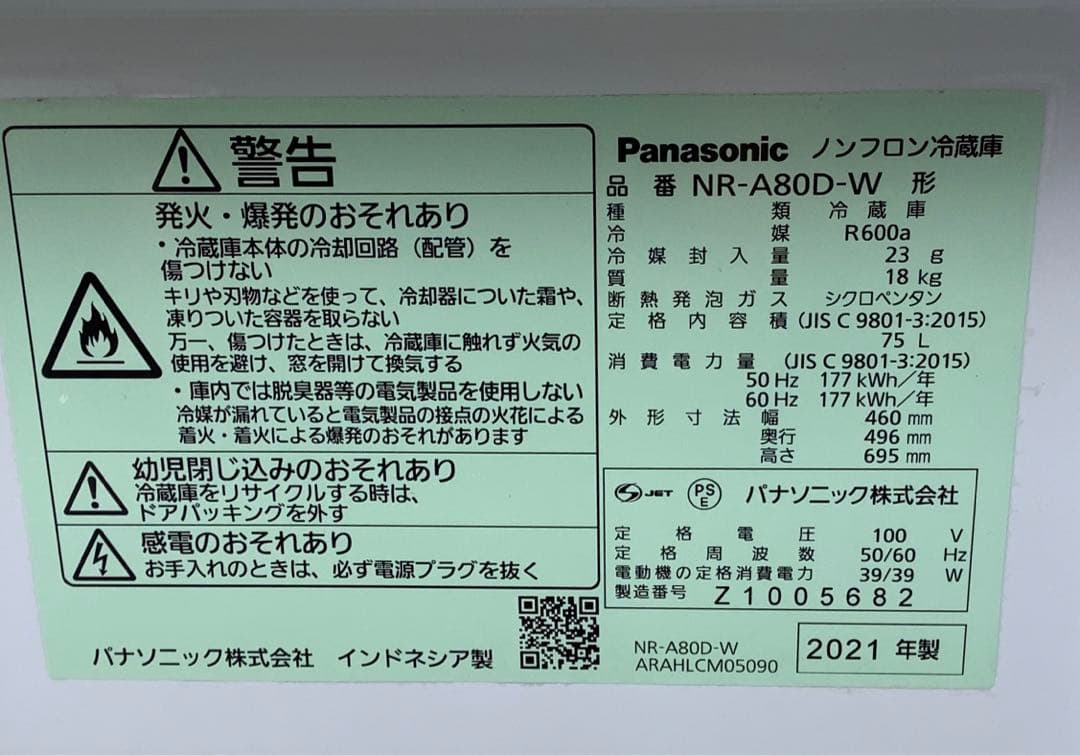 警告
発火・爆発のおそれあり
・冷蔵庫本体の冷却回路（配管）を
傷つけない
キリや刃物などを使って、冷却器についた霜や、
凍りついた容器を取らない
万一、傷つけたときは、冷蔵庫に触れず火気の
使用を避け、窓を開けて換気する
・庫内では脱臭器等の電気製品を使用しない
冷媒が漏れていると電気製品の接点の火花による
着火・着火による爆発のおそれがあります
幼児閉じ込みのおそれあり
冷蔵庫をリサイクルする時は、
ドアパッキングを外す
感電のおそれあり
お手入れのときは、必ず電源プラグを抜く
パナソニック株式会社 インドネシア製
Panasonic ノンフロン冷蔵庫
品番 NR-A80D-W 形
種類 冷蔵庫
冷媒 R600a
冷媒封入量 23 g
質量 18 kg
断熱発泡ガス シクロペンタン
定格内容積 (JIS C 9801-3:2015)
75 L
消費電力量 (JIS C 9801-3:2015)
50 Hz 177 kWh／年
60 Hz 177 kWh／年
外形寸法 幅 460 mm
奥行 496 mm
高さ 695 mm
JET PSE パナソニック株式会社
定格電圧 100 V
定格周波数 50/60 Hz
電動機の定格消費電力 39/39 W
製造番号 Z1005682
NR-A80D-W
ARAHLCM05090
2021 年製